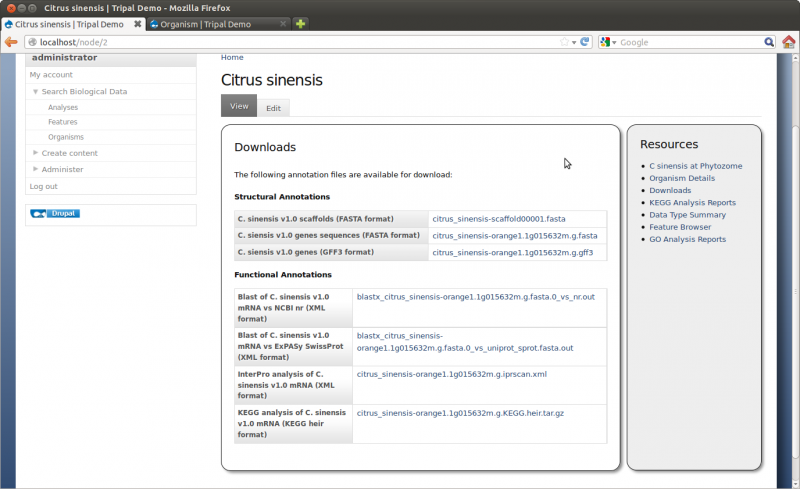 Citrus sinensis | Tripal Demo - Mozilla Firefox
Citrus sinensis | Tripal Demo
Organism | Tripal Demo
localhost/node/2
Google
administrator
My account
Search Biological Data
Analyses
Features
Organisms
Create content
Administer
Log out
Drupal
Home
Citrus sinensis
View
Edit
Downloads
The following annotation files are available for download:
Structural Annotations
C. sinensis v1.0 scaffolds (FASTA format)
citrus_sinensis-scaffold00001.fasta
C. siensis v1.0 genes sequences (FASTA format)
citrus_sinensis-orange1.1g015632m.g.fasta
C. siensis v1.0 genes (GFF3 format)
citrus_sinensis-orange1.1g015632m.g.gff3
Functional Annotations
Blast of C. sinensis v1.0
mRNA vs NCBI nr (XML
format)
blastx_citrus_sinensis-orange1.1g015632m.g.fasta.0_vs_nr.out
Blast of C. sinensis v1.0
mRNA vs ExPASy SwissProt
(XML format)
blastx_citrus_sinensis-
orange1.1g015632m.g.fasta.0_vs_uniprot_sprot.fasta.out
InterPro analysis of C.
sinensis v1.0 mRNA (XML
format)
citrus_sinensis-orange1.1g015632m.g.iprscan.xml
KEGG analysis of C. sinensis
v1.0 mRNA (KEGG heir
format)
citrus_sinensis-orange1.1g015632m.g.KEGG.heir.tar.gz
Resources
C sinensis at Phytozome
Organism Details
Downloads
KEGG Analysis Reports
Data Type Summary
Feature Browser
GO Analysis Reports